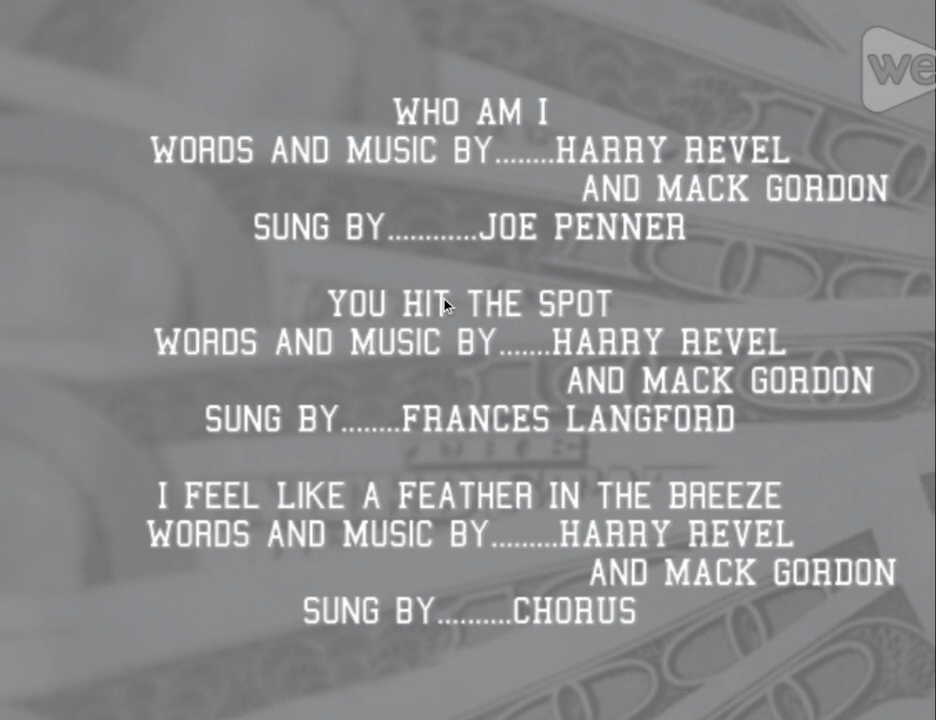 we
WHO AM I
WORDS AND MUSIC BY........HARRY REVEL
AND MACK GORDON
SUNG BY............JOE PENNER
YOU HIT THE SPOT
WORDS AND MUSIC BY.......HARRY REVEL
AND MACK GORDON
SUNG BY........FRANCES LANGFORD
I FEEL LIKE A FEATHER IN THE BREEZE
WORDS AND MUSIC BY.........HARRY REVEL
AND MACK GORDON
SUNG BY..........CHORUS